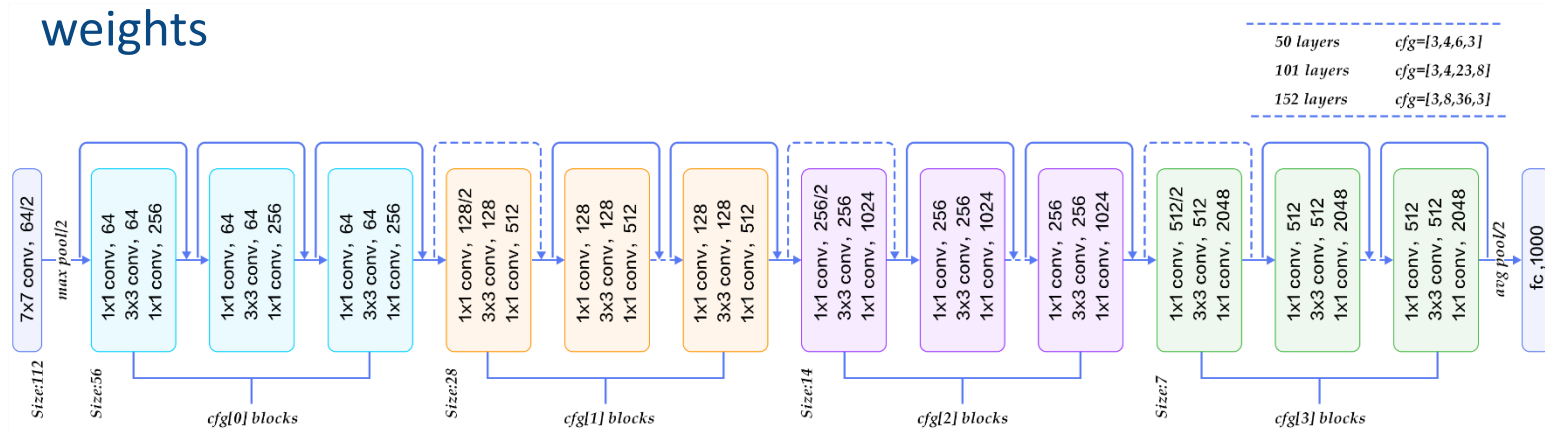 weights
50 layers cfg=[3,4,6,3]
101 layers cfg=[3,4,23,8]
152 layers cfg=[3,8,36,3]
7x7 conv, 64/2
max pool/2
1x1 conv, 64
3x3 conv, 64
1x1 conv, 256
1x1 conv, 64
3x3 conv, 64
1x1 conv, 256
1x1 conv, 64
3x3 conv, 64
1x1 conv, 256
1x1 conv, 128/2
3x3 conv, 128
1x1 conv, 512
1x1 conv, 128
3x3 conv, 128
1x1 conv, 512
1x1 conv, 128
3x3 conv, 128
1x1 conv, 512
1x1 conv, 256/2
3x3 conv, 256
1x1 conv, 1024
1x1 conv, 256
3x3 conv, 256
1x1 conv, 1024
1x1 conv, 256
3x3 conv, 256
1x1 conv, 1024
1x1 conv, 512/2
3x3 conv, 512
1x1 conv, 2048
1x1 conv, 512
3x3 conv, 512
1x1 conv, 2048
1x1 conv, 512
3x3 conv, 512
1x1 conv, 2048
avg pool/2
fc ,1000
Size:112
Size:56
Size:28
Size:14
Size:7
cfg[0] blocks
cfg[1] blocks
cfg[2] blocks
cfg[3] blocks